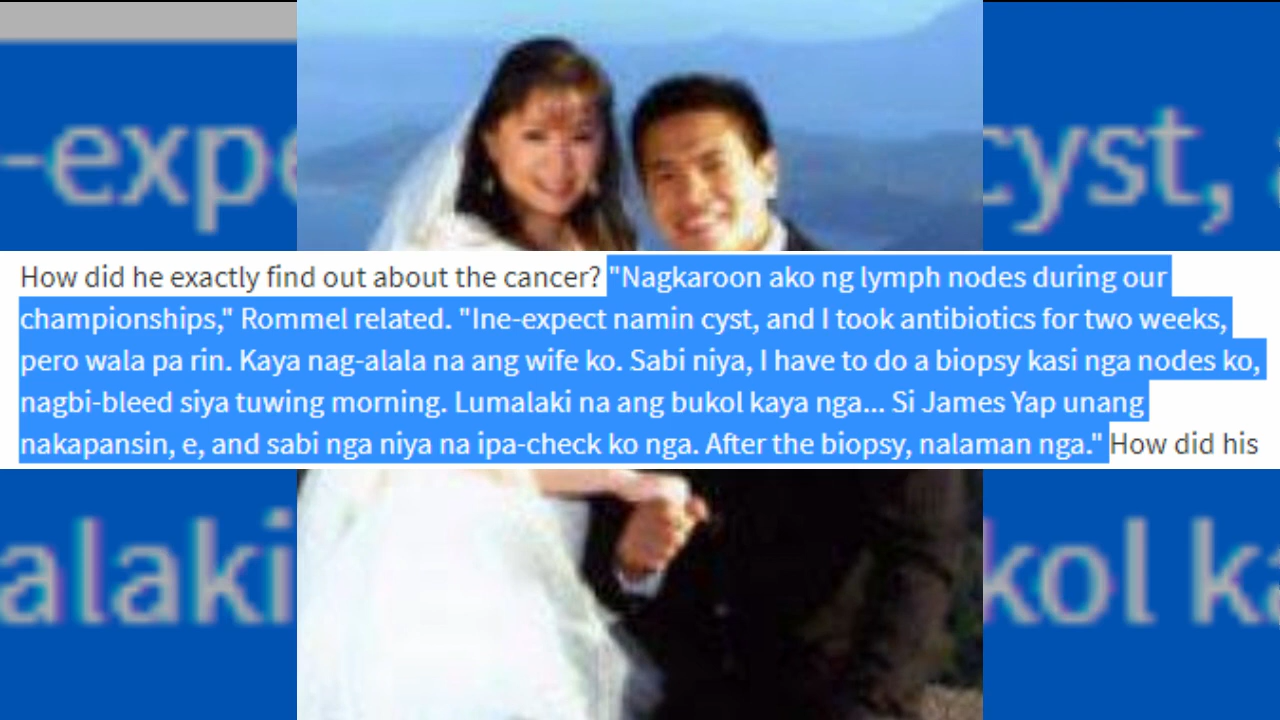 -expe
cyst, a
How did he exactly find out about the cancer? "Nagkaroon ako ng lymph nodes during our
championships," Rommel related. "Ine-expect namin cyst, and I took antibiotics for two weeks,
pero wala pa rin. Kaya nag-alala na ang wife ko. Sabi niya, I have to do a biopsy kasi nga nodes ko,
nagbi-bleed siya tuwing morning. Lumalaki na ang bukol kaya nga... Si James Yap unang
nakapansin, e, and sabi nga niya na ipa-check ko nga. After the biopsy, nalaman nga." How did his
alaki
kol ka